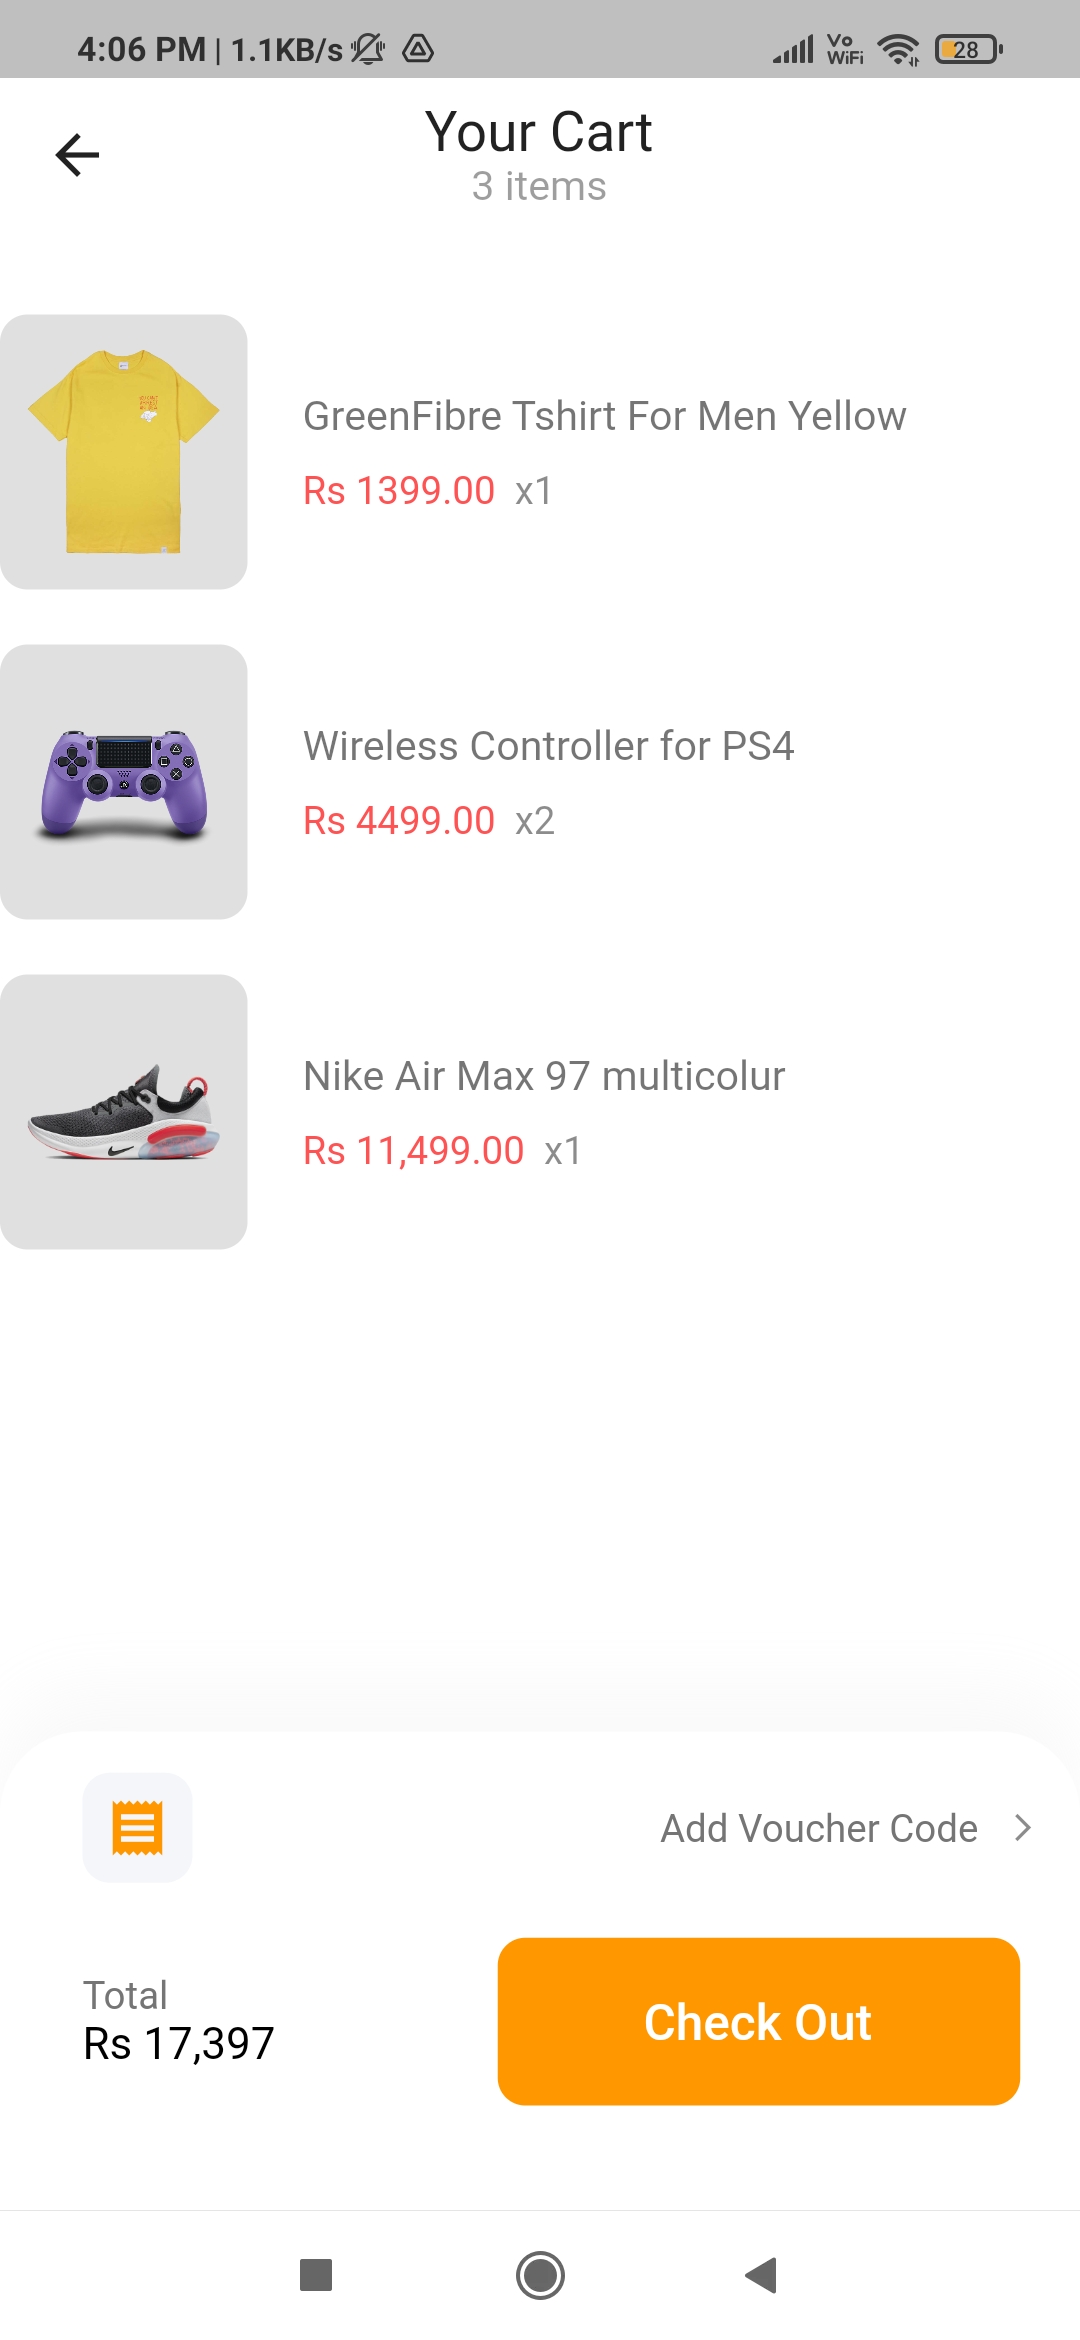 4:06 PM | 1.1KB/s
Vo
WiFi
28
Your Cart
3 items
GreenFibre Tshirt For Men Yellow
Rs 1399.00 x1
Wireless Controller for PS4
Rs 4499.00 x2
Nike Air Max 97 multicolur
Rs 11,499.00 x1
Add Voucher Code
Total
Rs 17,397
Check Out